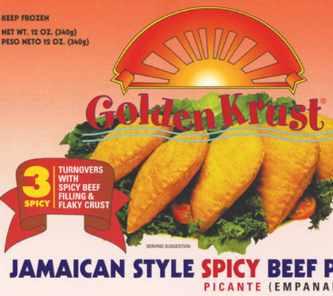 KEEP FROZEN
NET WT. 12 OZ. (340g)
PESO NETO 12 OZ. (340g)
Golden Krust®
3
SPICY
TURNOVERS
WITH
SPICY BEEF
FILLING &
FLAKY CRUST
SERVING SUGGESTION
JAMAICAN STYLE SPICY BEEF P
PICANTE (EMPANA